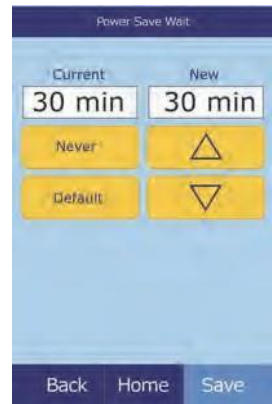 Power Save Wait
Current New
30 min 30 min
Never
Default
Back Home Save